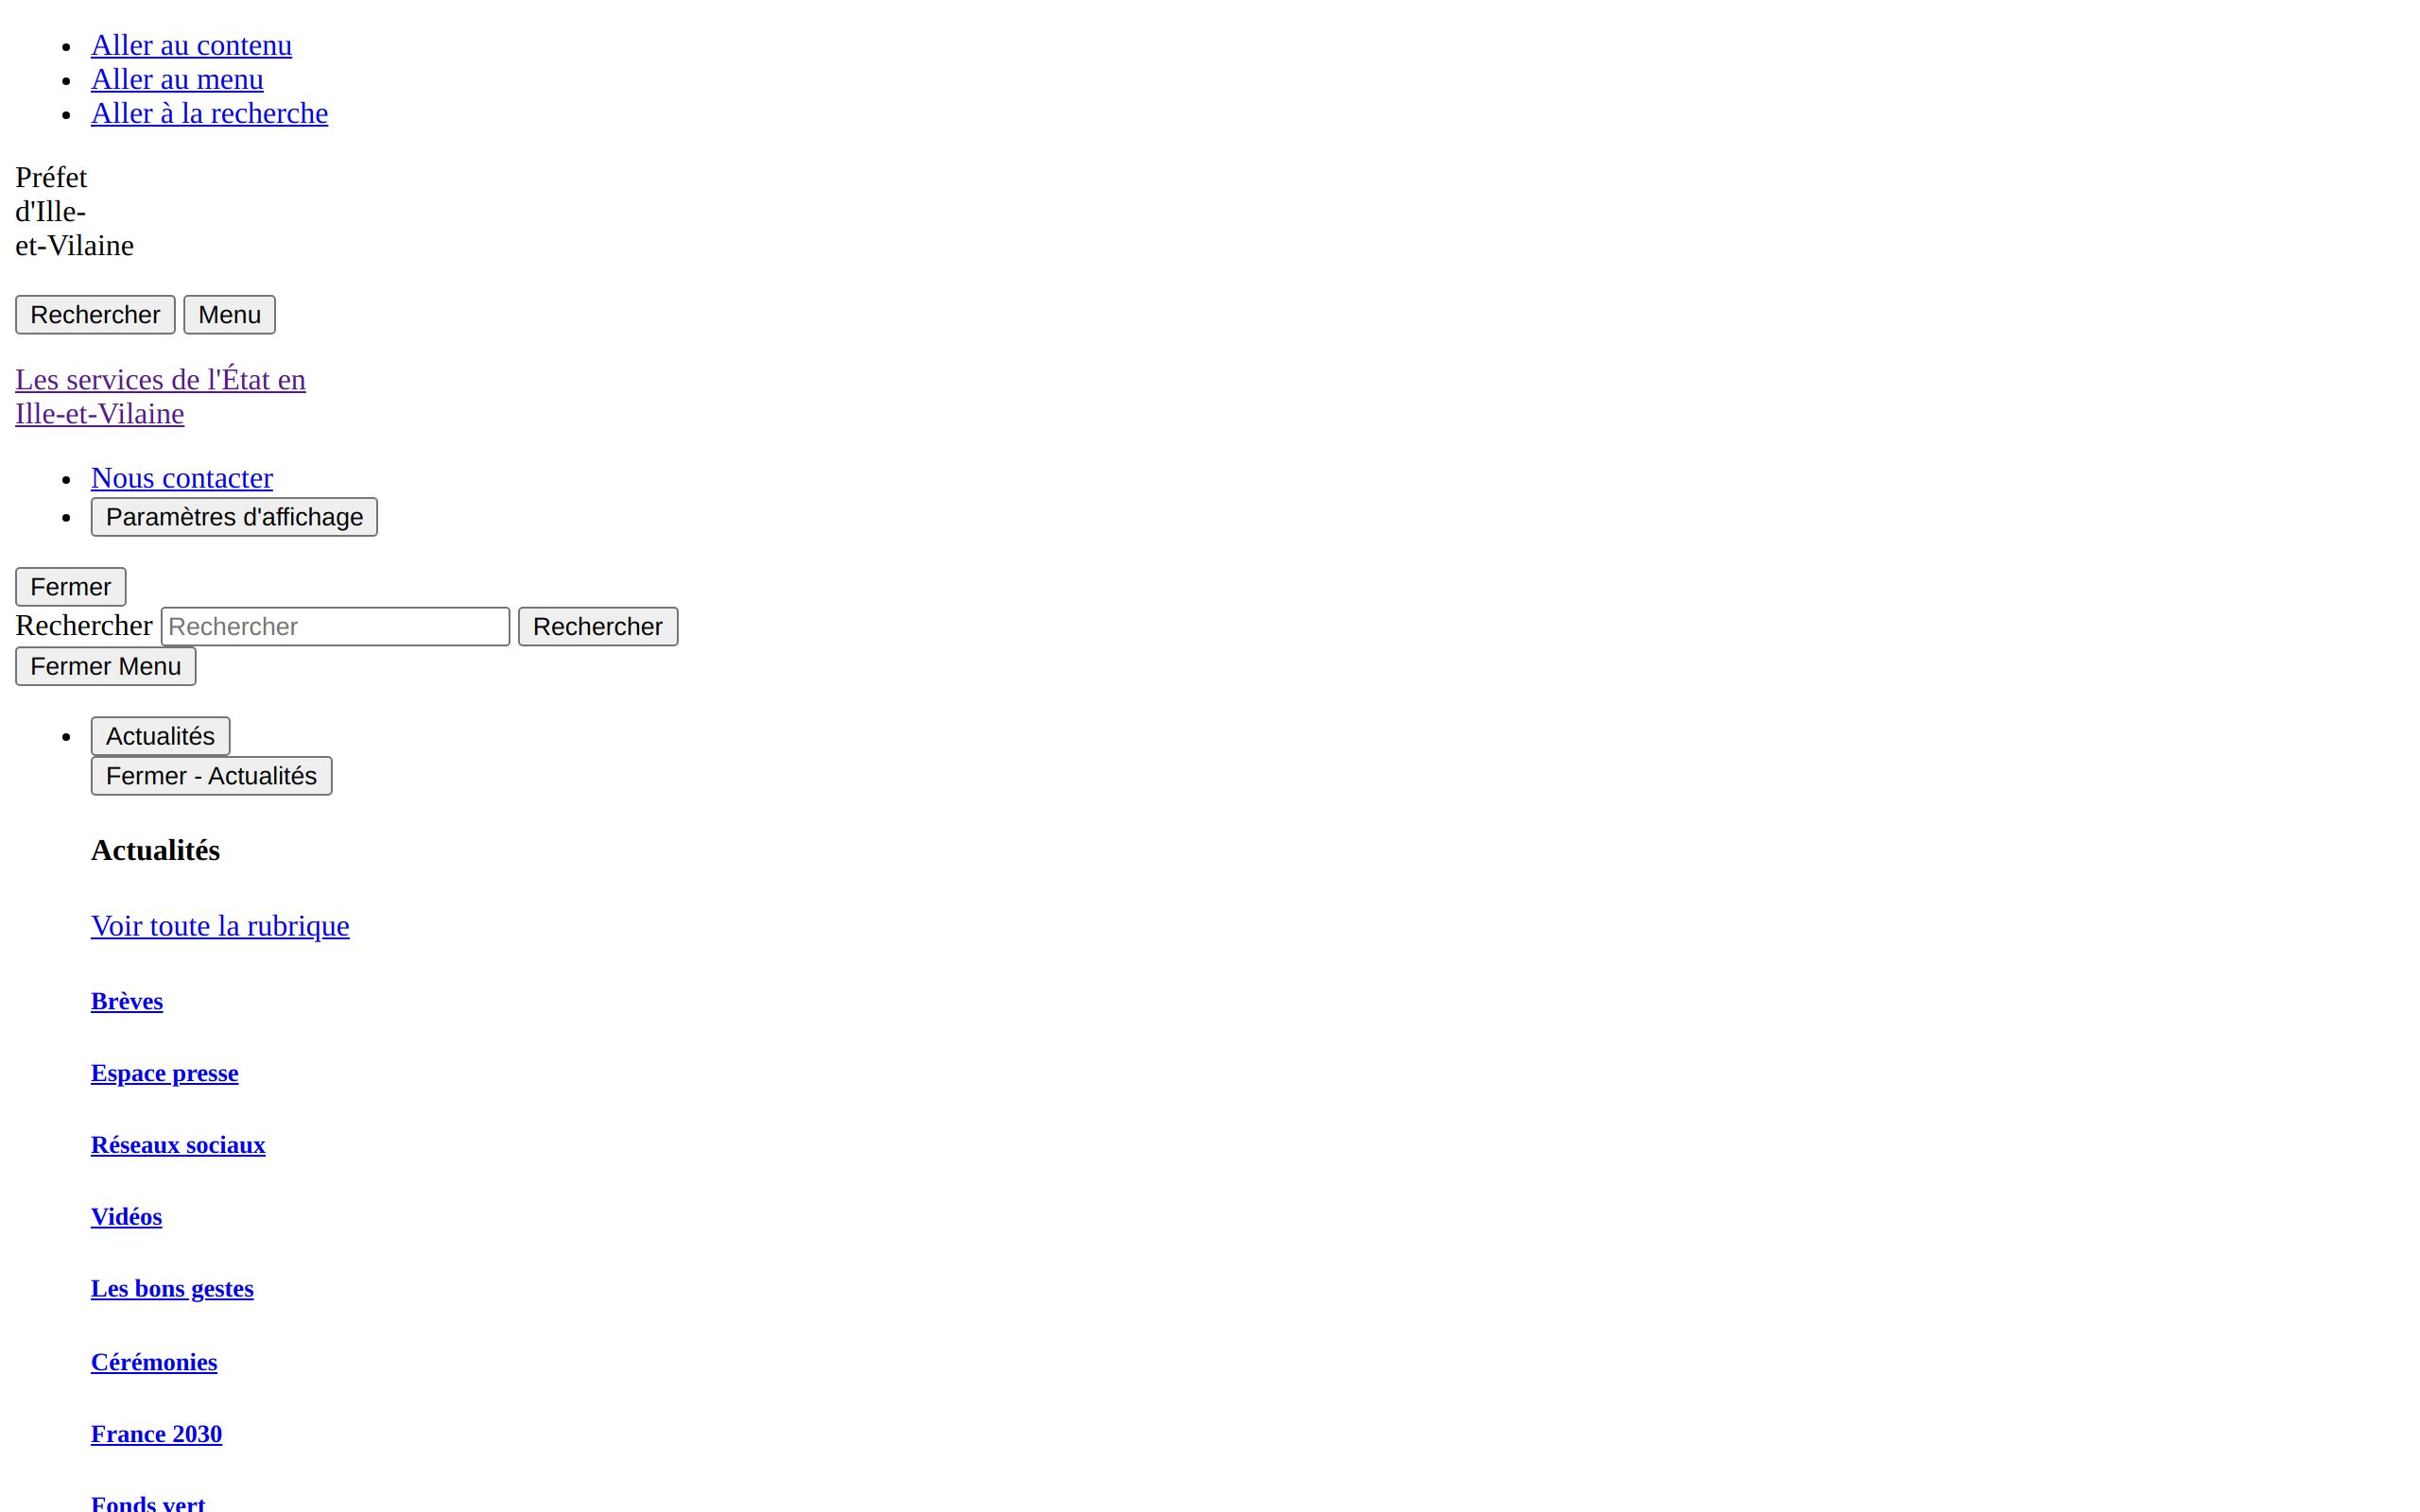 Aller au contenu
Aller au menu
Aller à la recherche
Préfet
d'Ille-
et-Vilaine
Rechercher Menu
Les services de l'État en
Ille-et-Vilaine
Nous contacter
Paramètres d'affichage
Fermer
Rechercher Rechercher Rechercher
Fermer Menu
Actualités
Fermer - Actualités
Actualités
Voir toute la rubrique
Brèves
Espace presse
Réseaux sociaux
Vidéos
Les bons gestes
Cérémonies
France 2030
Fonds vert